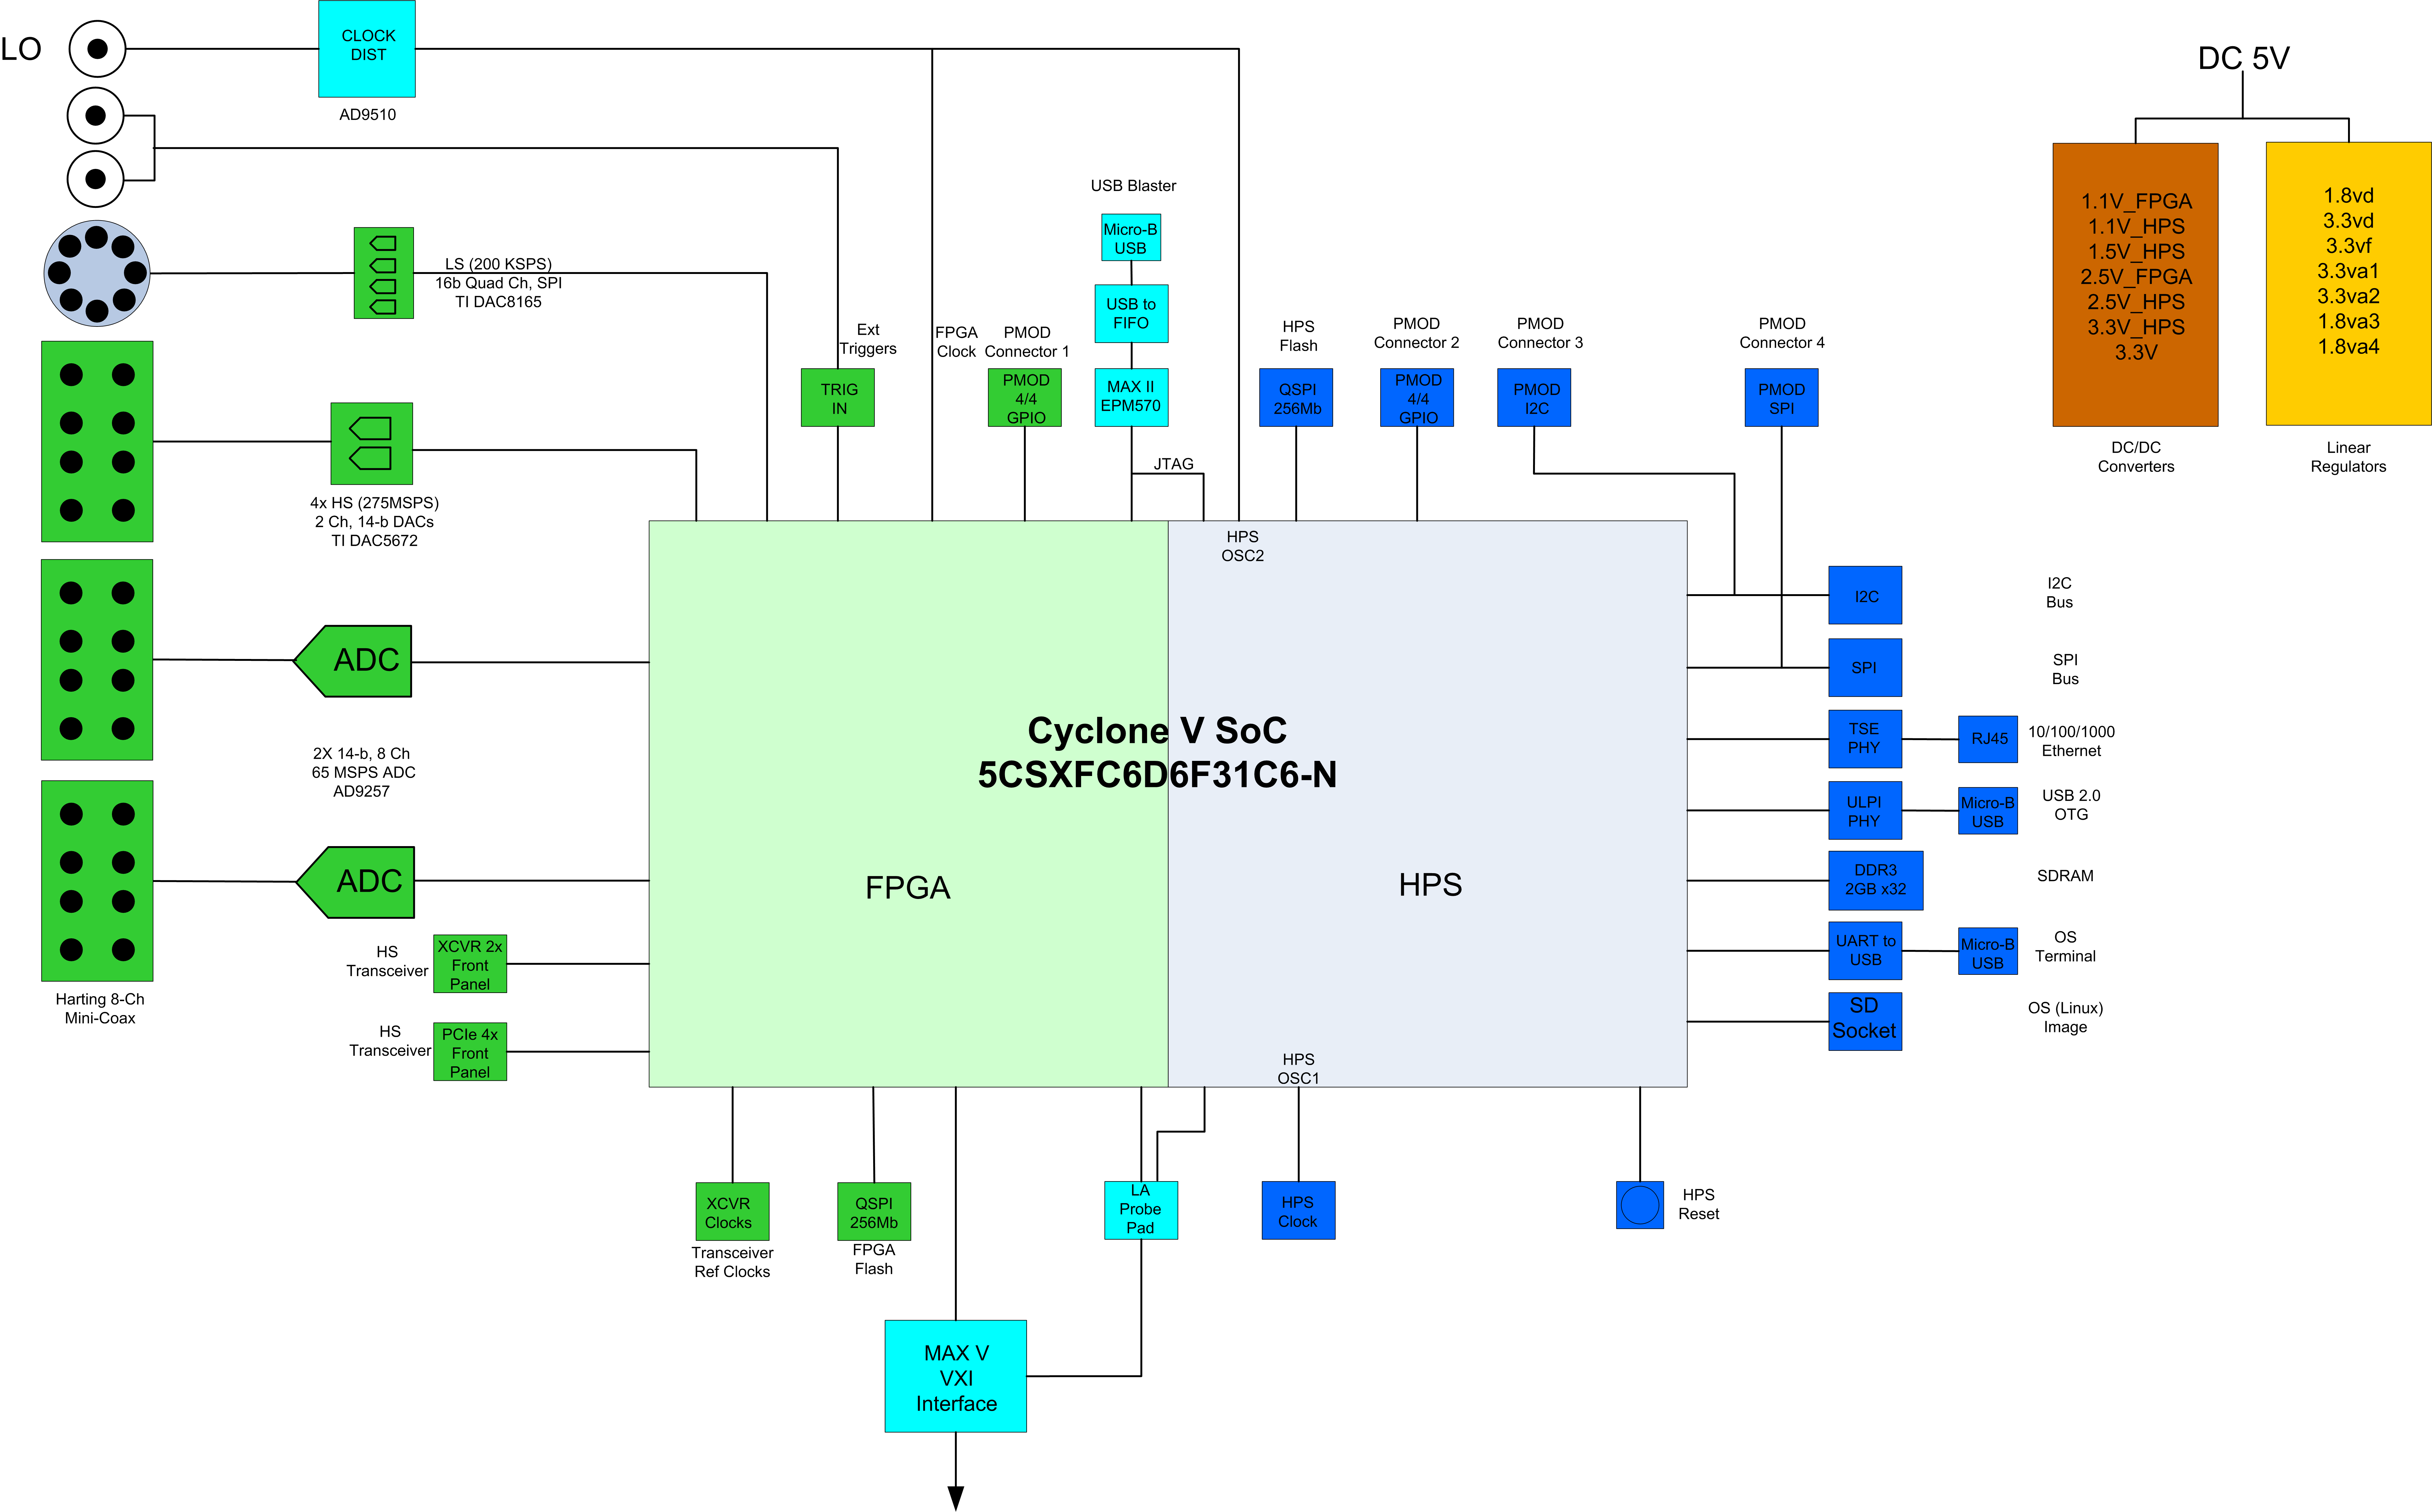 LO
CLOCK
DIST
AD9510
DC 5V
1.1V_FPGA
1.1V_HPS
1.5V_HPS
2.5V_FPGA
2.5V_HPS
3.3V_HPS
3.3V
DC/DC
Converters
1.8vd
3.3vd
3.3vf
3.3va1
3.3va2
1.8va3
1.8va4
Linear
Regulators
USB Blaster
Micro-B
USB
USB to
FIFO
MAX II
EPM570
JTAG
LS (200 KSPS)
16b Quad Ch, SPI
TI DAC8165
Ext
Triggers
TRIG
IN
FPGA
Clock
PMOD
Connector 1
PMOD
4/4
GPIO
HPS
Flash
QSPI
256Mb
PMOD
Connector 2
PMOD
4/4
GPIO
PMOD
Connector 3
PMOD
I2C
PMOD
Connector 4
PMOD
SPI
4x HS (275MSPS)
2 Ch, 14-b DACs
TI DAC5672
HPS
OSC2
ADC
2X 14-b, 8 Ch
65 MSPS ADC
AD9257
ADC
Harting 8-Ch
Mini-Coax
HS
Transceiver
XCVR 2x
Front
Panel
HS
Transceiver
PCIe 4x
Front
Panel
Cyclone V SoC
5CSXFC6D6F31C6-N
FPGA
HPS
HPS
OSC1
I2C
I2C
Bus
SPI
SPI
Bus
TSE
PHY
RJ45
10/100/1000
Ethernet
ULPI
PHY
Micro-B
USB
USB 2.0
OTG
DDR3
2GB x32
SDRAM
UART to
USB
Micro-B
USB
OS
Terminal
SD
Socket
OS (Linux)
Image
XCVR
Clocks
Transceiver
Ref Clocks
QSPI
256Mb
FPGA
Flash
LA
Probe
Pad
HPS
Clock
HPS
Reset
MAX V
VXI
Interface